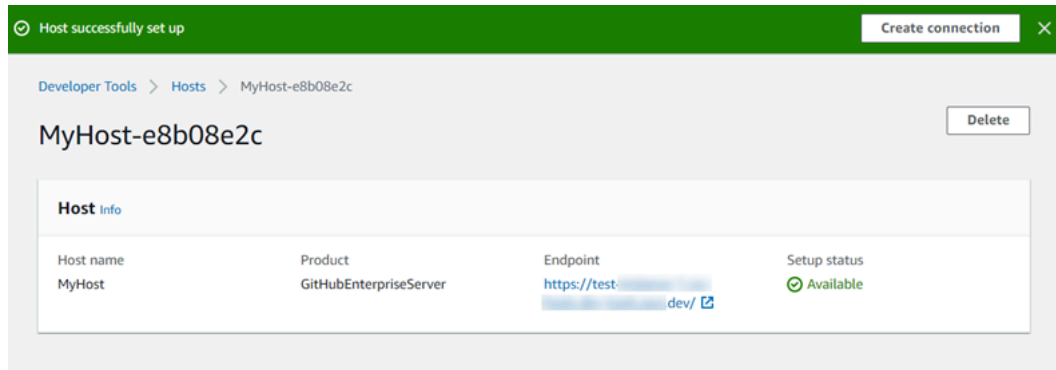 Host successfully set up
Create connection
Developer Tools > Hosts > MyHost-e8b08e2c
MyHost-e8b08e2c
Delete
Host Info
Host name
Product
Endpoint
Setup status
MyHost
GitHubEnterpriseServer
https://test-
dev/
Available